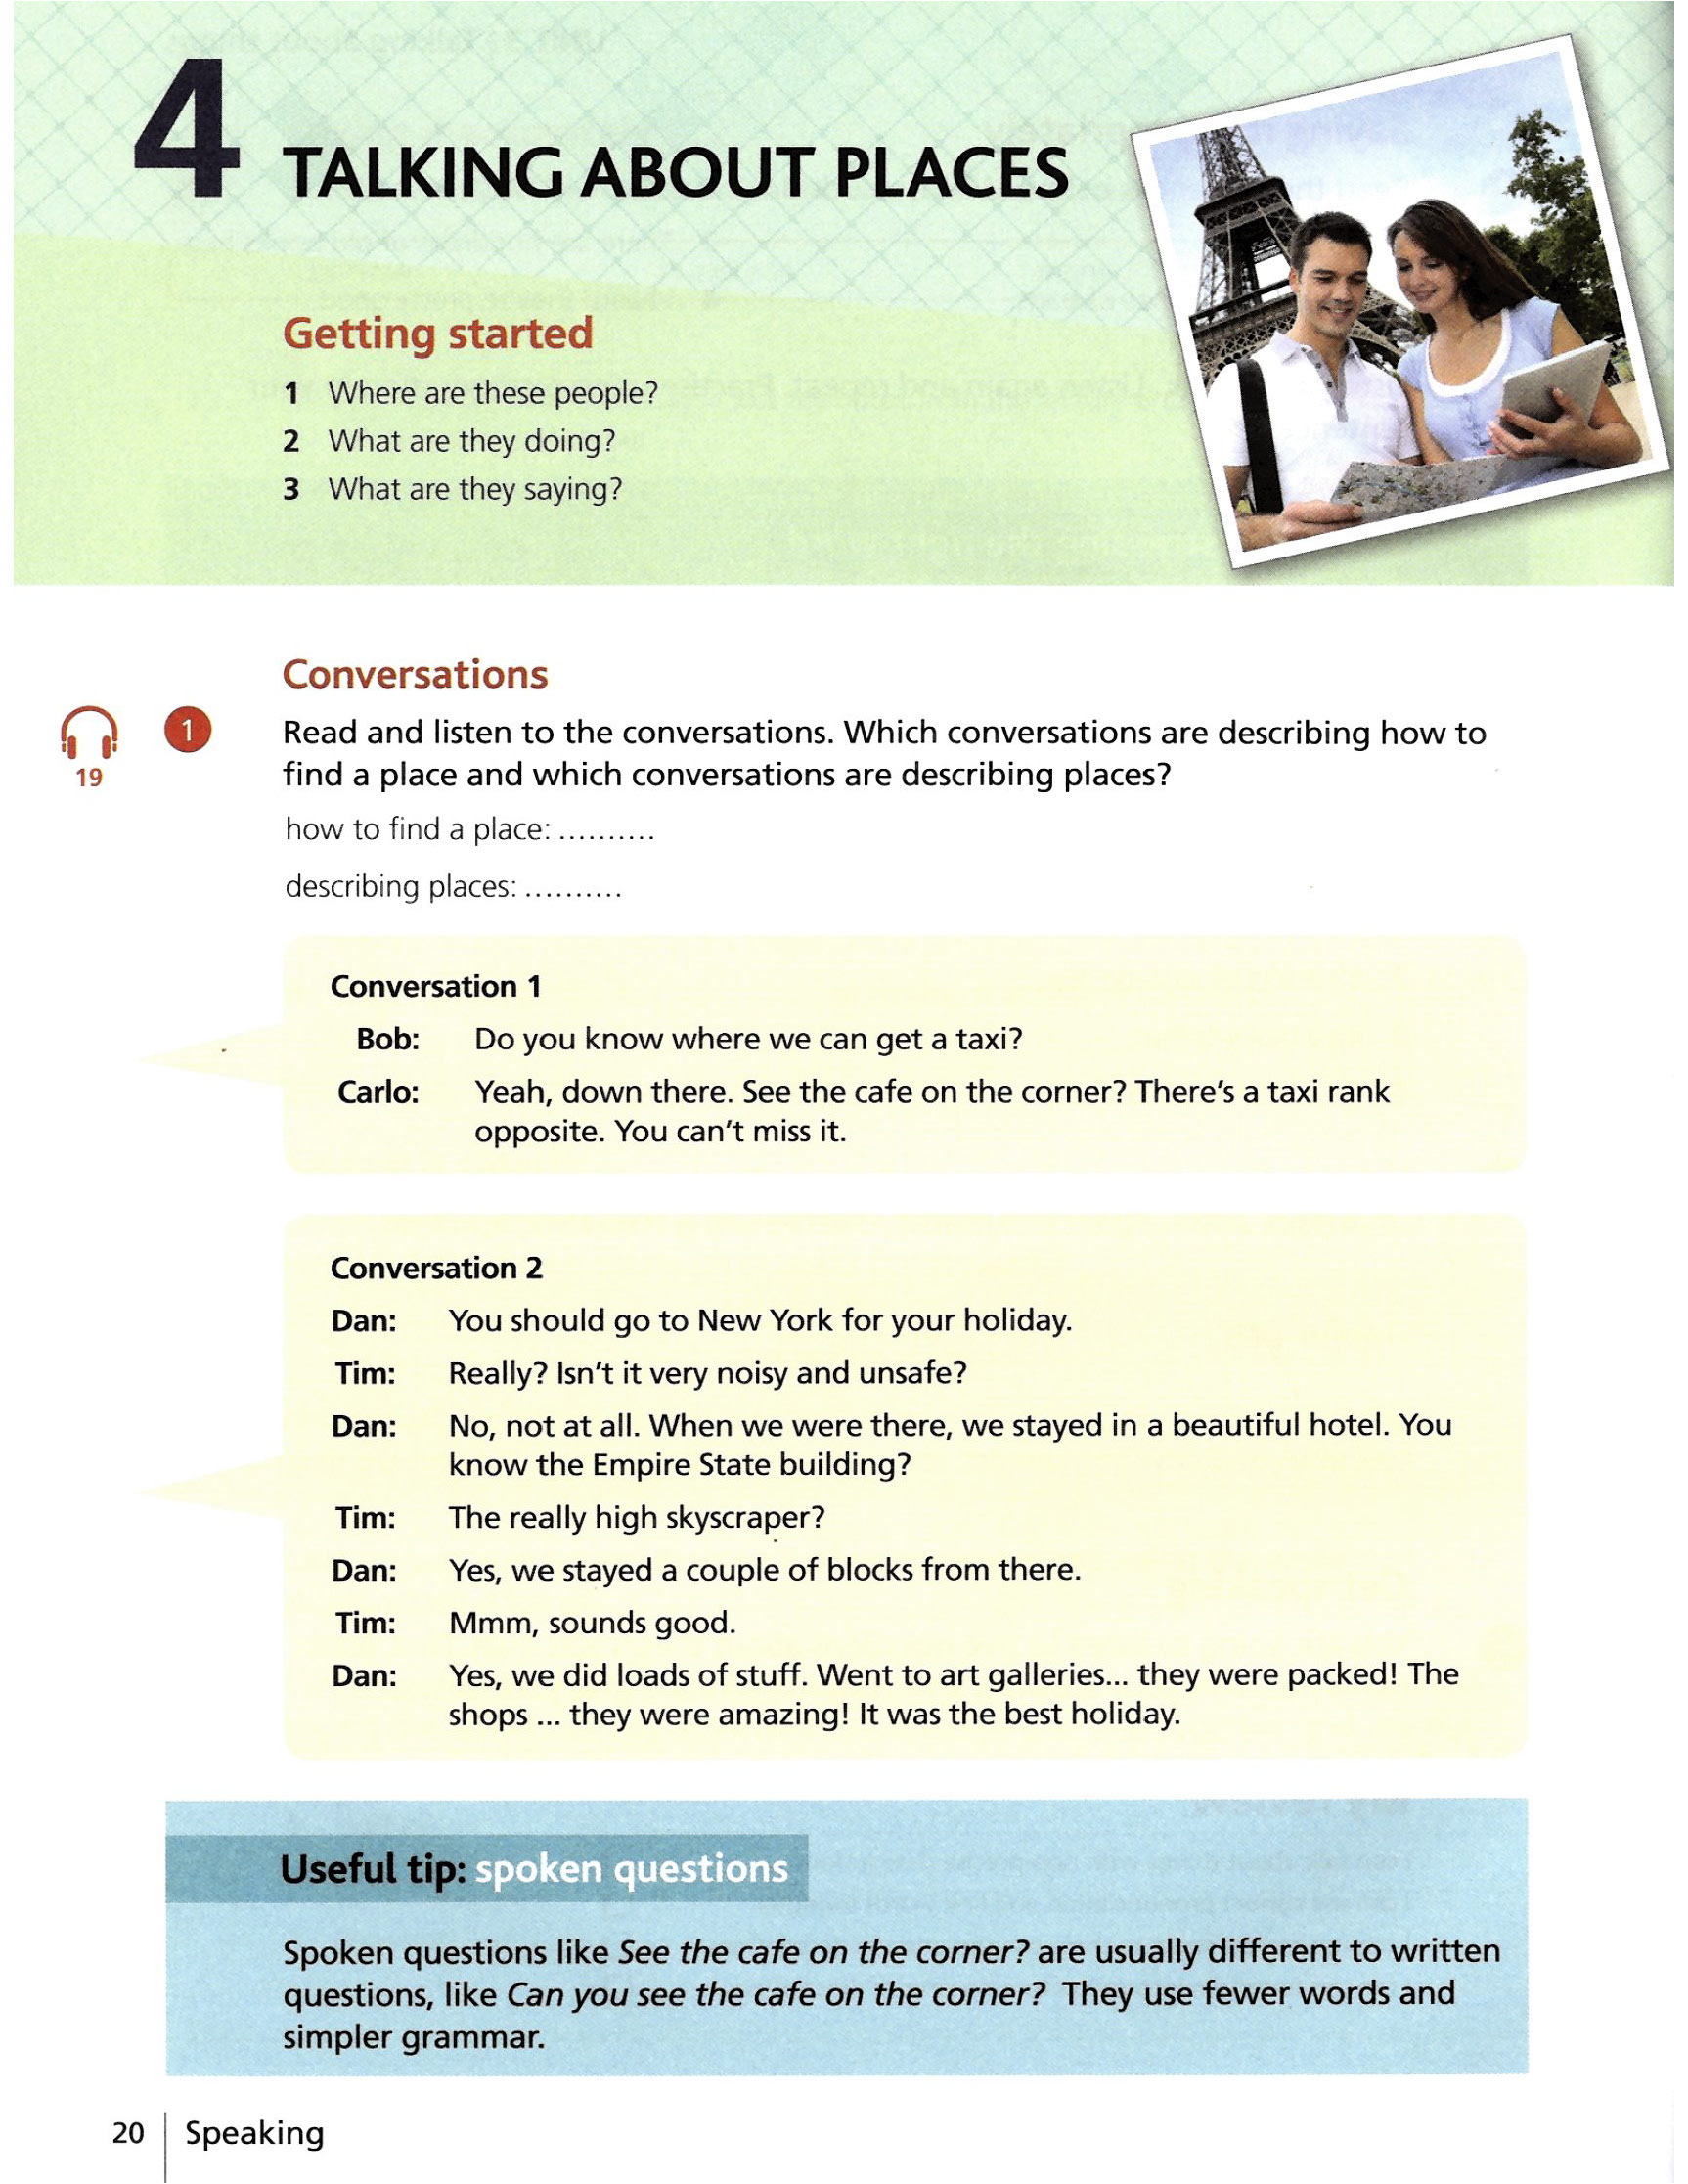 4 TALKING ABOUT PLACES
Getting started
1 Where are these people?
2 What are they doing?
3 What are they saying?
Conversations
1 Read and listen to the conversations. Which conversations are describing how to
19 find a place and which conversations are describing places?
how to find a place: ..........
describing places: ..........
Conversation 1
Bob: Do you know where we can get a taxi?
Carlo: Yeah, down there. See the cafe on the corner? There's a taxi rank
opposite. You can't miss it.
Conversation 2
Dan: You should go to New York for your holiday.
Tim: Really? Isn't it very noisy and unsafe?
Dan: No, not at all. When we were there, we stayed in a beautiful hotel. You
know the Empire State building?
Tim: The really high skyscraper?
Dan: Yes, we stayed a couple of blocks from there.
Tim: Mmm, sounds good.
Dan: Yes, we did loads of stuff. Went to art galleries... they were packed! The
shops ... they were amazing! It was the best holiday.
Useful tip: spoken questions
Spoken questions like See the cafe on the corner? are usually different to written
questions, like Can you see the cafe on the corner? They use fewer words and
simpler grammar.
20 Speaking